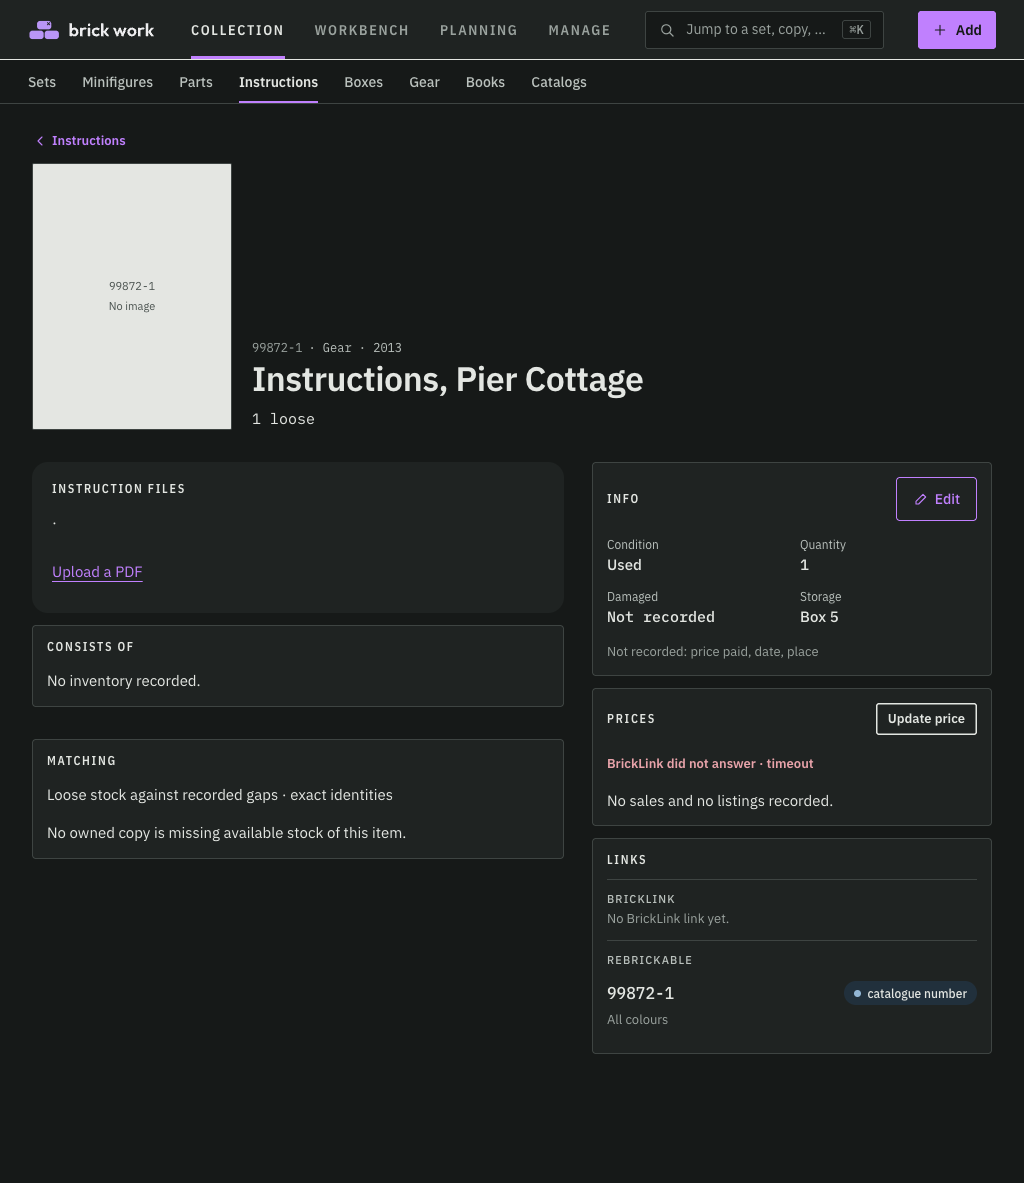 brick work
COLLECTION
WORKBENCH
PLANNING
MANAGE
Jump to a set, copy, ...
⌘K
+ Add
Sets
Minifigures
Parts
Instructions
Boxes
Gear
Books
Catalogs
Instructions
99872-1
No image
99872-1 · Gear · 2013
Instructions, Pier Cottage
1 loose
INSTRUCTION FILES
·
Upload a PDF
CONSISTS OF
No inventory recorded.
MATCHING
Loose stock against recorded gaps · exact identities
No owned copy is missing available stock of this item.
INFO
Edit
Condition
Used
Quantity
1
Damaged
Not recorded
Storage
Box 5
Not recorded: price paid, date, place
PRICES
Update price
BrickLink did not answer · timeout
No sales and no listings recorded.
LINKS
BRICKLINK
No BrickLink link yet.
REBRICKABLE
99872-1
catalogue number
All colours